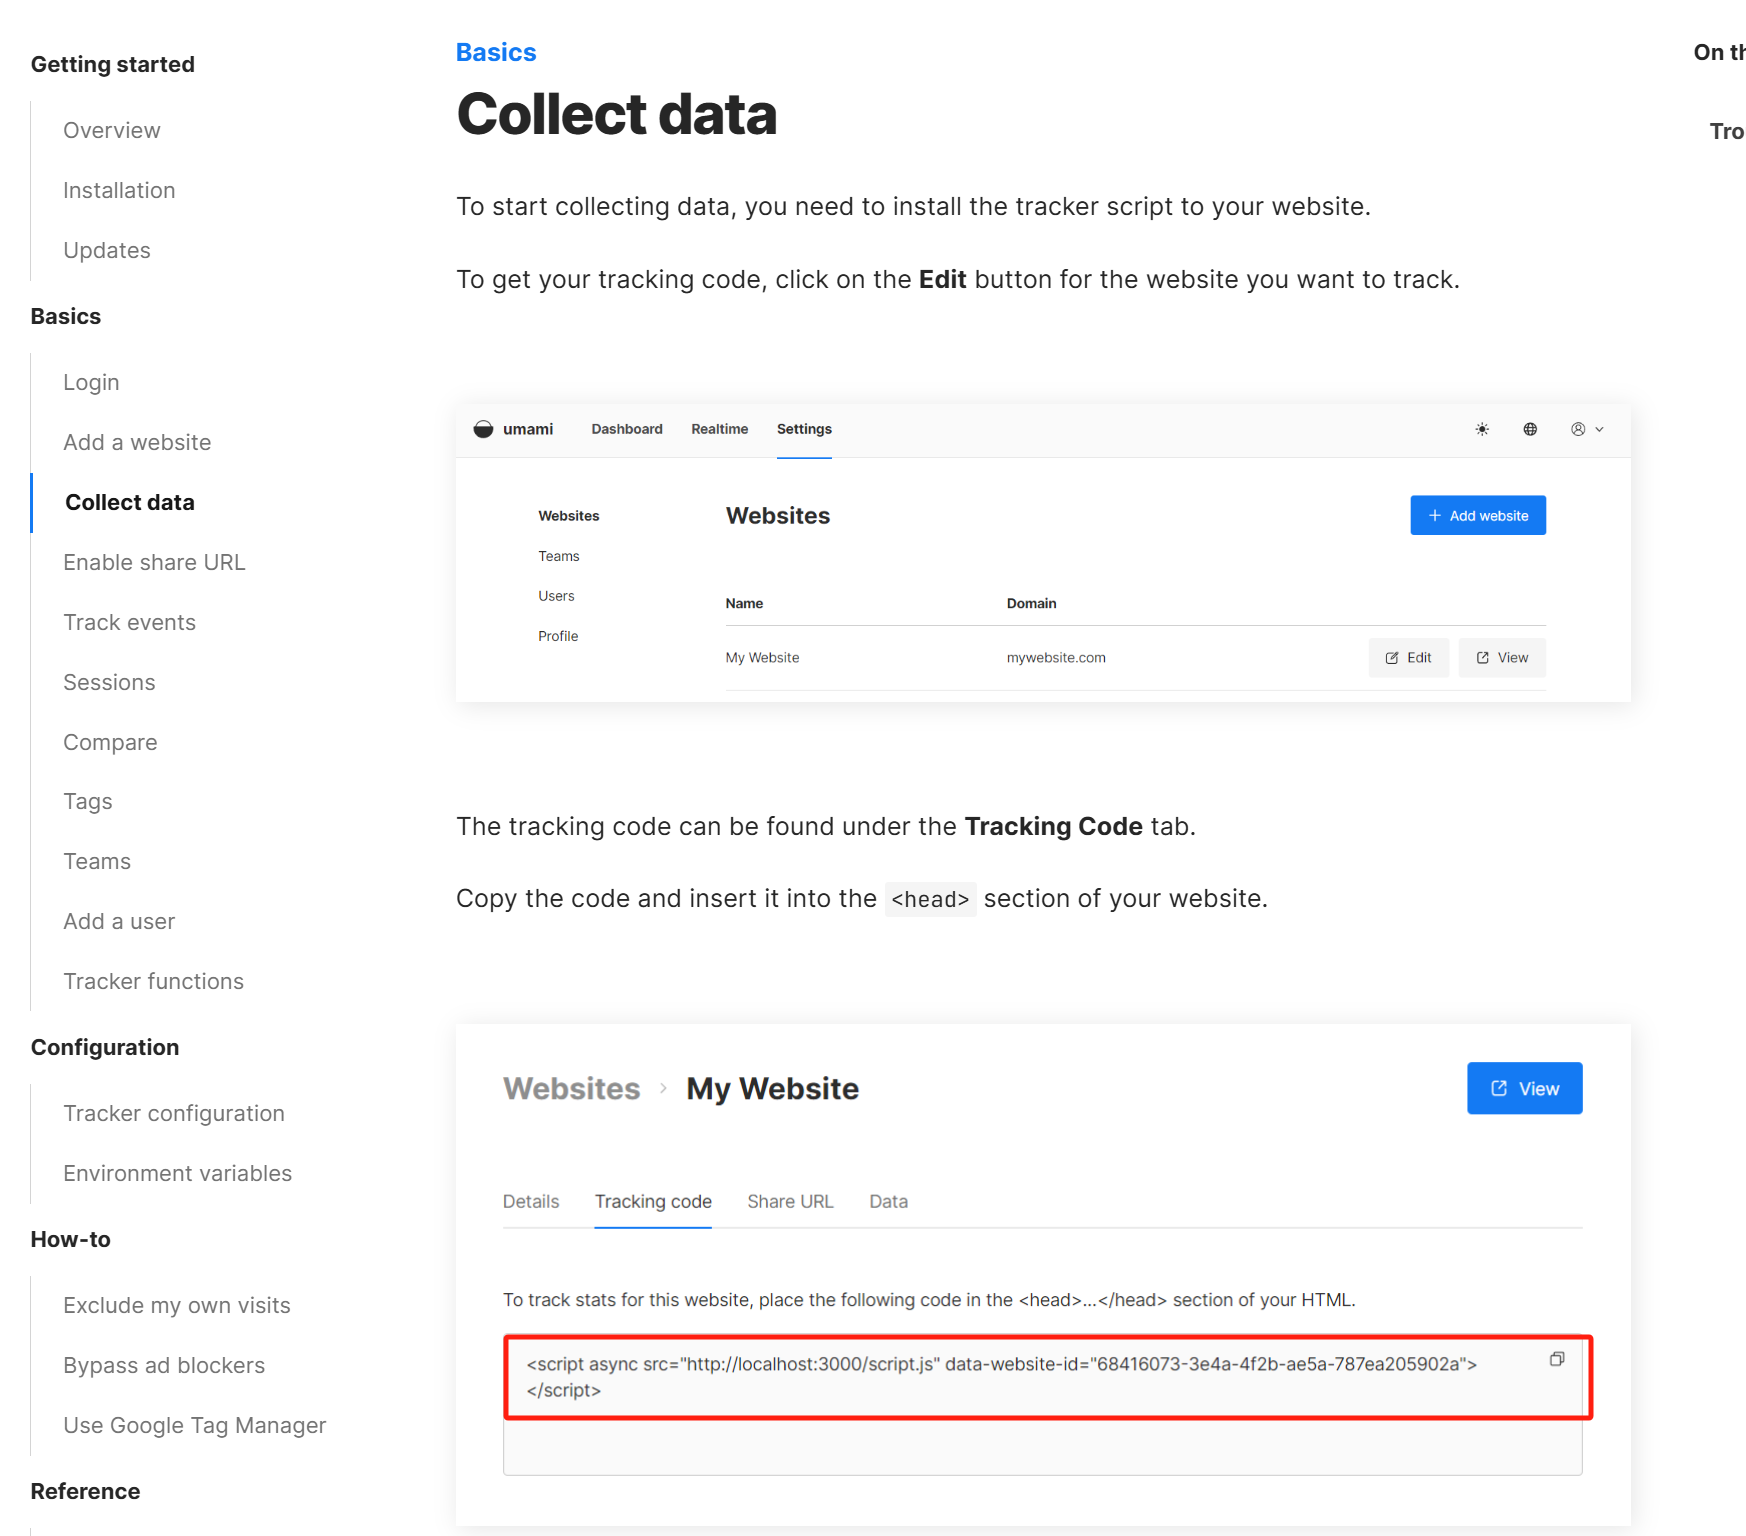 Getting started
Overview
Installation
Updates
Basics
Login
Add a website
Collect data
Enable share URL
Track events
Sessions
Compare
Tags
Teams
Add a user
Tracker functions
Configuration
Tracker configuration
Environment variables
How-to
Exclude my own visits
Bypass ad blockers
Use Google Tag Manager
Reference
Basics
Collect data
To start collecting data, you need to install the tracker script to your website.
To get your tracking code, click on the Edit button for the website you want to track.
umami Dashboard Realtime Settings
Websites
Teams
Users
Profile
Websites
+ Add website
Name Domain
My Website mywebsite.com Edit View
The tracking code can be found under the Tracking Code tab.
Copy the code and insert it into the <head> section of your website.
Websites > My Website View
Details Tracking code Share URL Data
To track stats for this website, place the following code in the <head>...</head> section of your HTML.
<script async src="http://localhost:3000/script.js" data-website-id="68416073-3e4a-4f2b-ae5a-787ea205902a">
</script>
On th
Tro